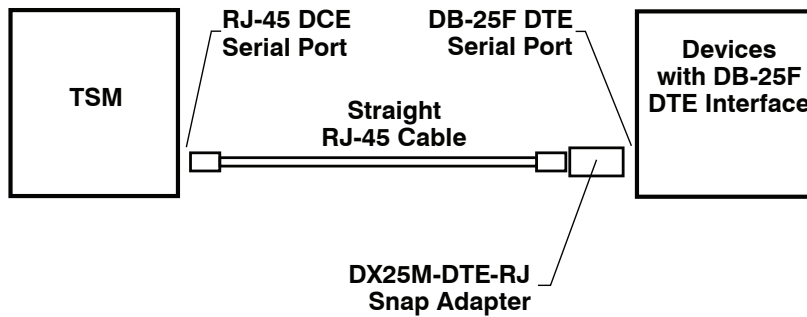 RJ-45 DCE
Serial Port
DB-25F DTE
Serial Port
TSM
Devices
with DB-25F
DTE Interface
Straight
RJ-45 Cable
DX25M-DTE-RJ
Snap Adapter